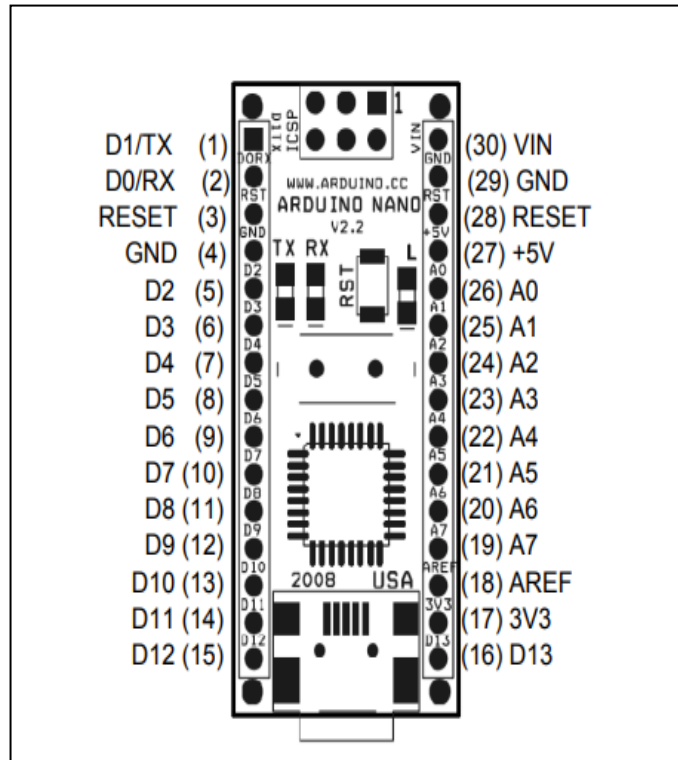 1
D1TX
ICSP
VIN
D1/TX (1)
(30) VIN
D0RX
GND
D0/RX (2)
WWW.ARDUINO.CC
(29) GND
RST
RST
RESET (3)
ARDUINO NANO
(28) RESET
V2.2
GND
+5V
GND (4)
TX RX
L
(27) +5V
D2
A0
D2 (5)
RST
(26) A0
D3
A1
D3 (6)
(25) A1
D4
A2
D4 (7)
(24) A2
D5
A3
D5 (8)
(23) A3
D6
A4
D6 (9)
(22) A4
D7
A5
D7 (10)
(21) A5
D8
A6
D8 (11)
(20) A6
D9
A7
D9 (12)
(19) A7
D10
AREF
D10 (13)
2008 USA
(18) AREF
D11
3V3
D11 (14)
(17) 3V3
D12
D13
D12 (15)
(16) D13